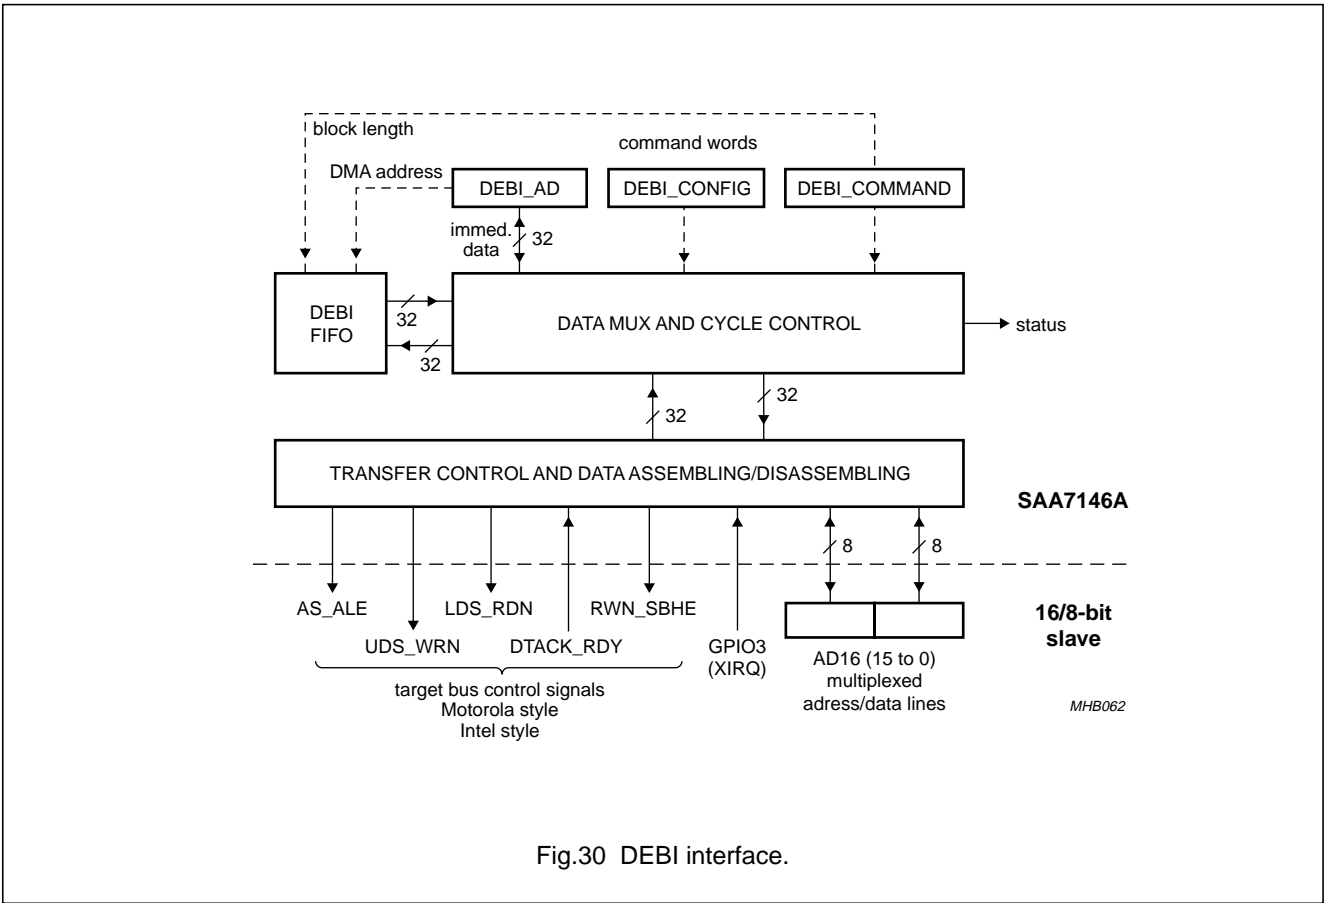 block length
command words
DMA address
DEBI_AD
DEBI_CONFIG
DEBI_COMMAND
immed.
data
32
DEBI
FIFO
32
32
DATA MUX AND CYCLE CONTROL
status
32
32
TRANSFER CONTROL AND DATA ASSEMBLING/DISASSEMBLING
SAA7146A
8
8
AS_ALE
LDS_RDN
RWN_SBHE
UDS_WRN
DTACK_RDY
GPIO3
(XIRQ)
16/8-bit
slave
AD16 (15 to 0)
multiplexed
adress/data lines
target bus control signals
Motorola style
Intel style
MHB062
Fig.30 DEBI interface.